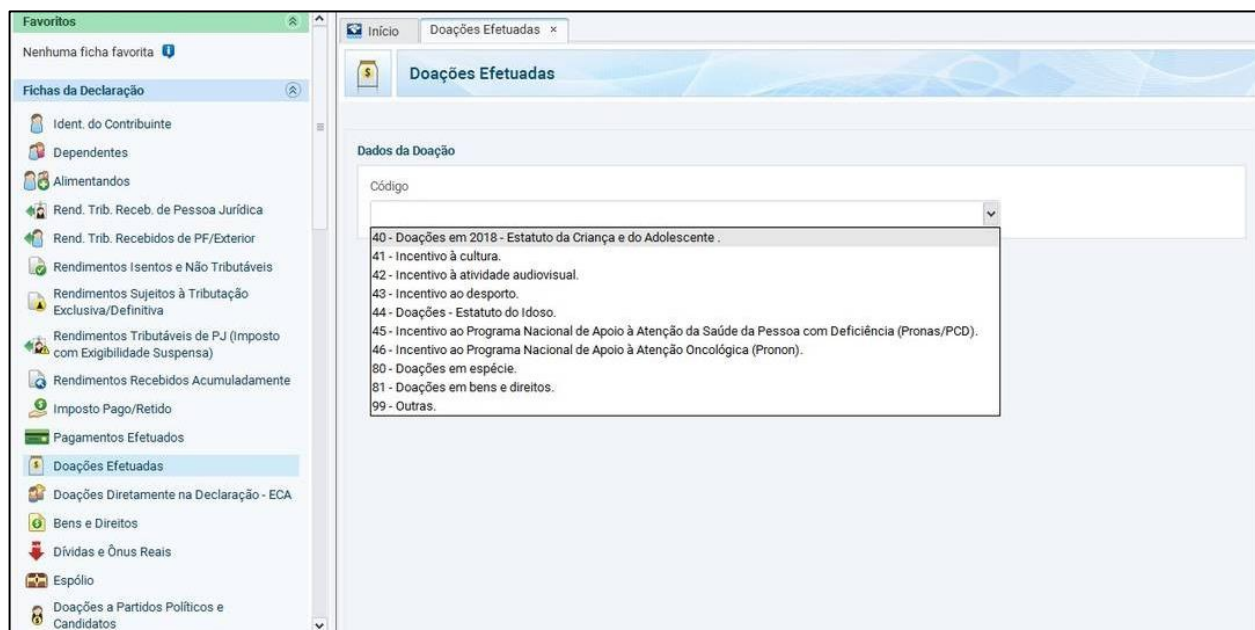 Favoritos
Nenhuma ficha favorita
Fichas da Declaração
Ident. do Contribuinte
Dependentes
Alimentandos
Rend. Trib. Receb. de Pessoa Jurídica
Rend. Trib. Recebidos de PF/Exterior
Rendimentos Isentos e Não Tributáveis
Rendimentos Sujeitos à Tributação
Exclusiva/Definitiva
Rendimentos Tributáveis de PJ (Imposto
com Exigibilidade Suspensa)
Rendimentos Recebidos Acumuladamente
Imposto Pago/Retido
Pagamentos Efetuados
Doações Efetuadas
Doações Diretamente na Declaração - ECA
Bens e Direitos
Dívidas e Ônus Reais
Espólio
Doações a Partidos Políticos e
Candidatos
Início
Doações Efetuadas ×
Doações Efetuadas
Dados da Doação
Código
40 - Doações em 2018 - Estatuto da Criança e do Adolescente .
41 - Incentivo à cultura.
42 - Incentivo à atividade audiovisual.
43 - Incentivo ao desporto.
44 - Doações - Estatuto do Idoso.
45 - Incentivo ao Programa Nacional de Apoio à Atenção da Saúde da Pessoa com Deficiência (Pronas/PCD).
46 - Incentivo ao Programa Nacional de Apoio à Atenção Oncológica (Pronon).
80 - Doações em espécie.
81 - Doações em bens e direitos.
99 - Outras.